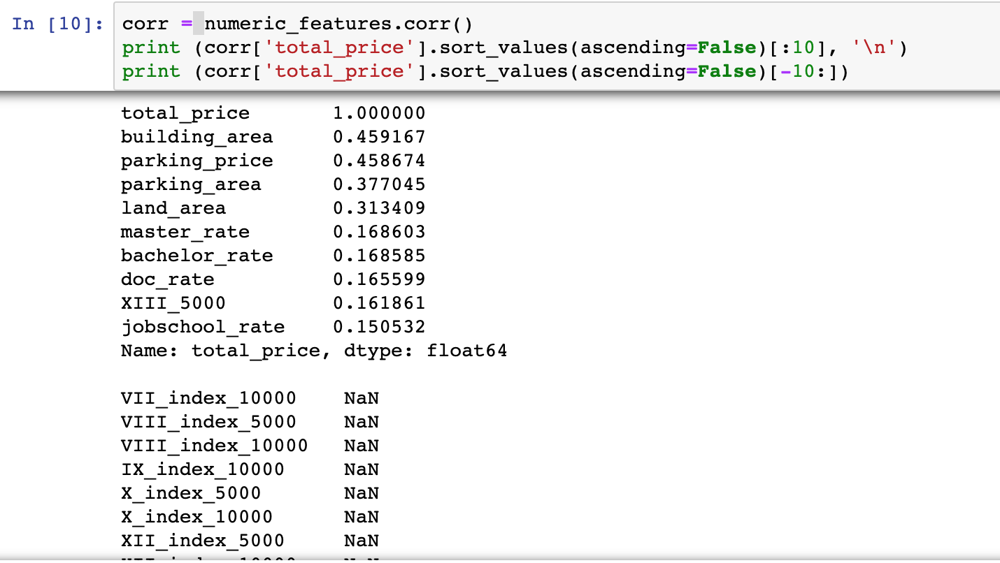 In [10]: corr = numeric_features.corr()
print (corr['total_price'].sort_values(ascending=False)[:10], '\n')
print (corr['total_price'].sort_values(ascending=False)[-10:])
total_price 1.000000
building_area 0.459167
parking_price 0.458674
parking_area 0.377045
land_area 0.313409
master_rate 0.168603
bachelor_rate 0.168585
doc_rate 0.165599
XIII_5000 0.161861
jobschool_rate 0.150532
Name: total_price, dtype: float64
VII_index_10000 NaN
VIII_index_5000 NaN
VIII_index_10000 NaN
IX_index_10000 NaN
X_index_5000 NaN
X_index_10000 NaN
XII_index_5000 NaN